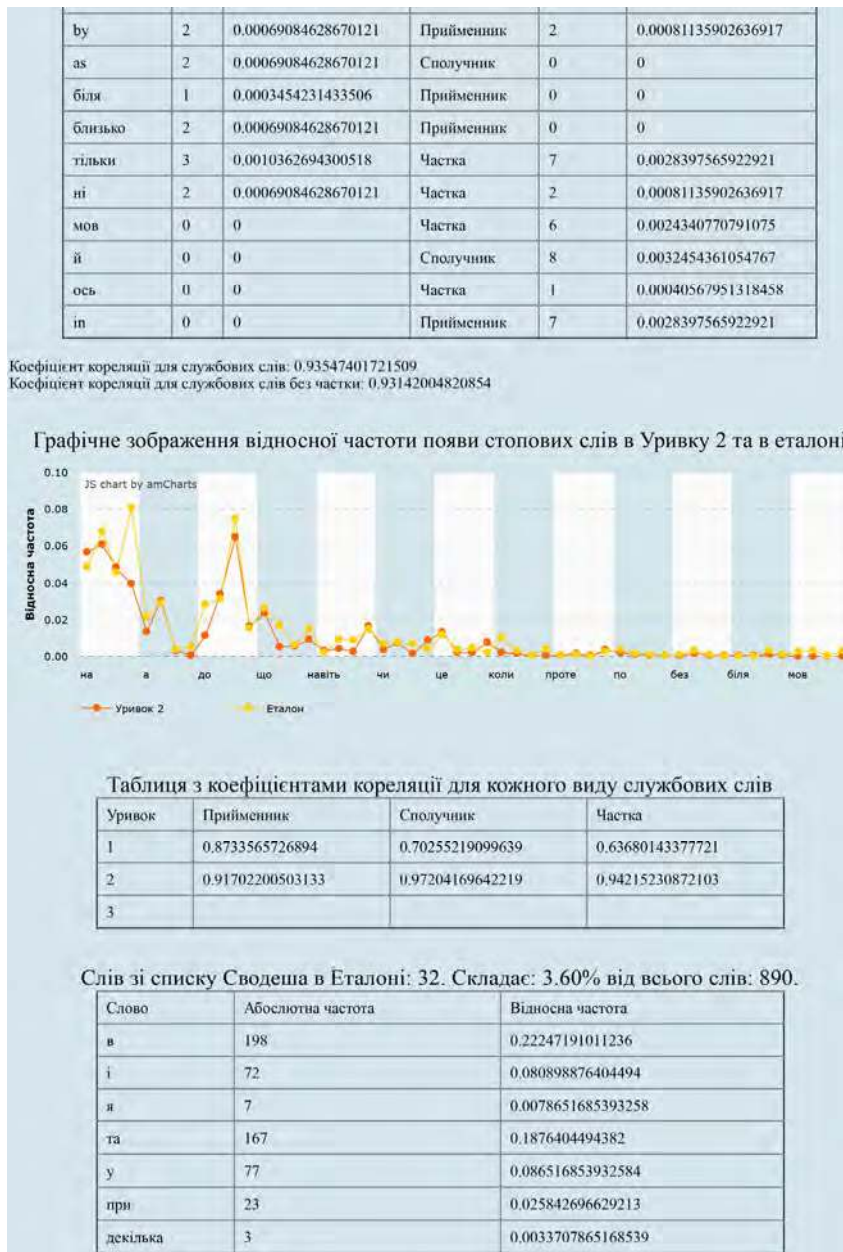 by 2 0.00069084628670121 Прийменник 2 0.00081135902636917
as 2 0.00069084628670121 Сполучник 0 0
біля 1 0.0003454231433506 Прийменник 0 0
близько 2 0.00069084628670121 Прийменник 0 0
тільки 3 0.0010362694300518 Частка 7 0.0028397565922921
ні 2 0.00069084628670121 Частка 2 0.00081135902636917
мов 0 0 Частка 6 0.0024340770791075
й 0 0 Сполучник 8 0.0032454361054767
ось 0 0 Частка 1 0.00040567951318458
in 0 0 Прийменник 7 0.0028397565922921
Коефіцієнт кореляції для службових слів: 0.93547401721509
Коефіцієнт кореляції для службових слів без частки: 0.93142004820854
Графічне зображення відносної частоти появи стопових слів в Уривку 2 та в еталоні
JS chart by amCharts
Відносна частота
0.10
0.08
0.06
0.04
0.02
0.00
на а до що навіть чи це коли проте по без біля мов
Уривок 2 Еталон
Таблиця з коефіцієнтами кореляції для кожного виду службових слів
Уривок Прийменник Сполучник Частка
1 0.8733565726894 0.70255219099639 0.63680143377721
2 0.91702200503133 0.97204169642219 0.94215230872103
3
Слів зі списку Сводеша в Еталоні: 32. Складає: 3.60% від всього слів: 890.
Слово Абослютна частота Відносна частота
в 198 0.22247191011236
і 72 0.080898876404494
я 7 0.0078651685393258
та 167 0.1876404494382
у 77 0.086516853932584
при 23 0.025842696629213
декілька 3 0.0033707865168539